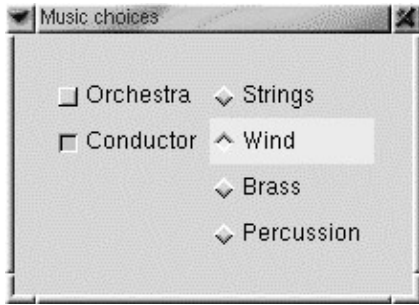 Music choices
Orchestra
Strings
Conductor
Wind
Brass
Percussion